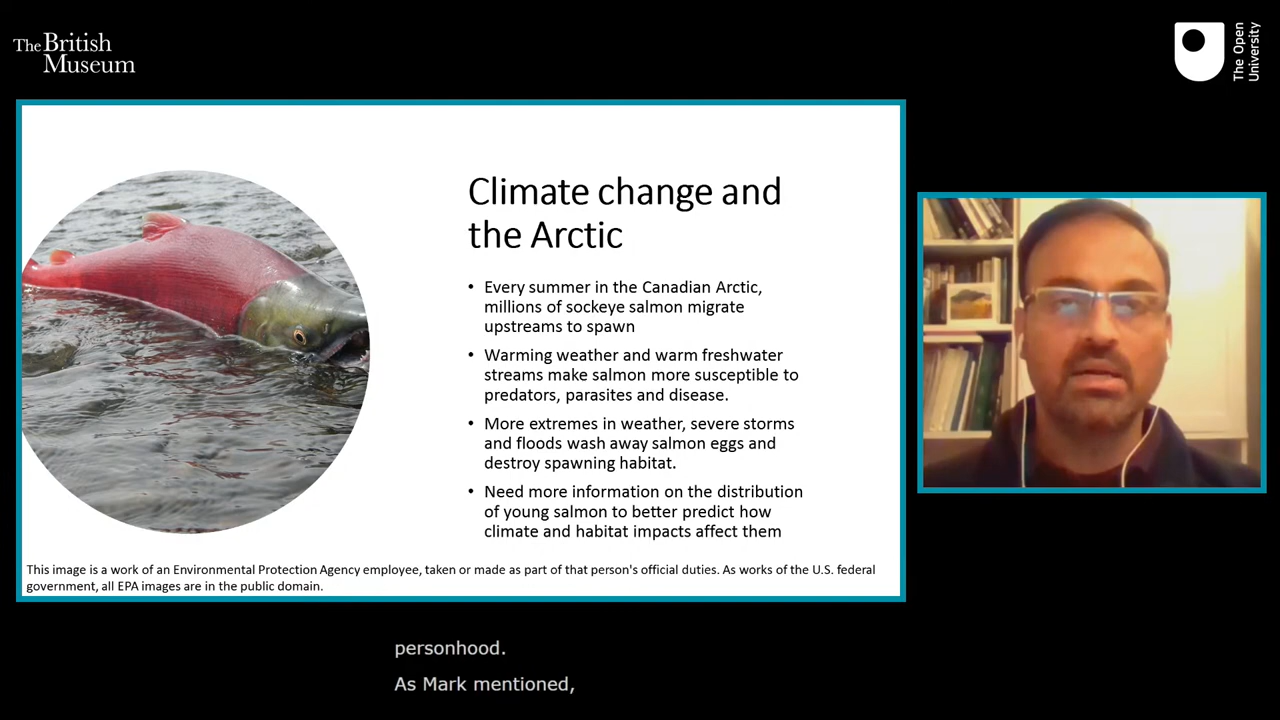 The British
Museum
The Open
University
Climate change and
the Arctic
• Every summer in the Canadian Arctic,
millions of sockeye salmon migrate
upstreams to spawn
• Warming weather and warm freshwater
streams make salmon more susceptible to
predators, parasites and disease.
• More extremes in weather, severe storms
and floods wash away salmon eggs and
destroy spawning habitat.
• Need more information on the distribution
of young salmon to better predict how
climate and habitat impacts affect them
This image is a work of an Environmental Protection Agency employee, taken or made as part of that person's official duties. As works of the U.S. federal
government, all EPA images are in the public domain.
personhood.
As Mark mentioned,